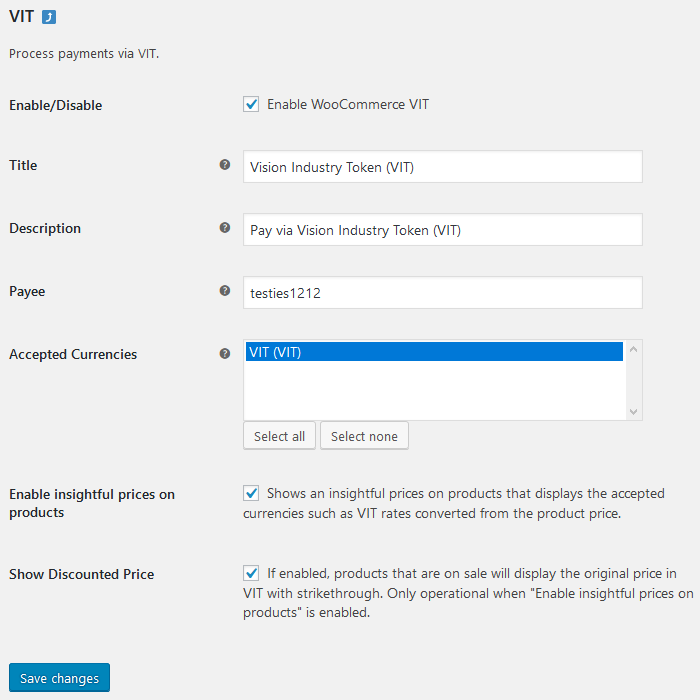 VIT
Process payments via VIT.
Enable/Disable
Enable WooCommerce VIT
Title
Vision Industry Token (VIT)
Description
Pay via Vision Industry Token (VIT)
Payee
testies1212
Accepted Currencies
VIT (VIT)
Select all
Select none
Enable insightful prices on
products
Shows an insightful prices on products that displays the accepted
currencies such as VIT rates converted from the product price.
Show Discounted Price
If enabled, products that are on sale will display the original price in
VIT with strikethrough. Only operational when "Enable insightful prices on
products" is enabled.
Save changes